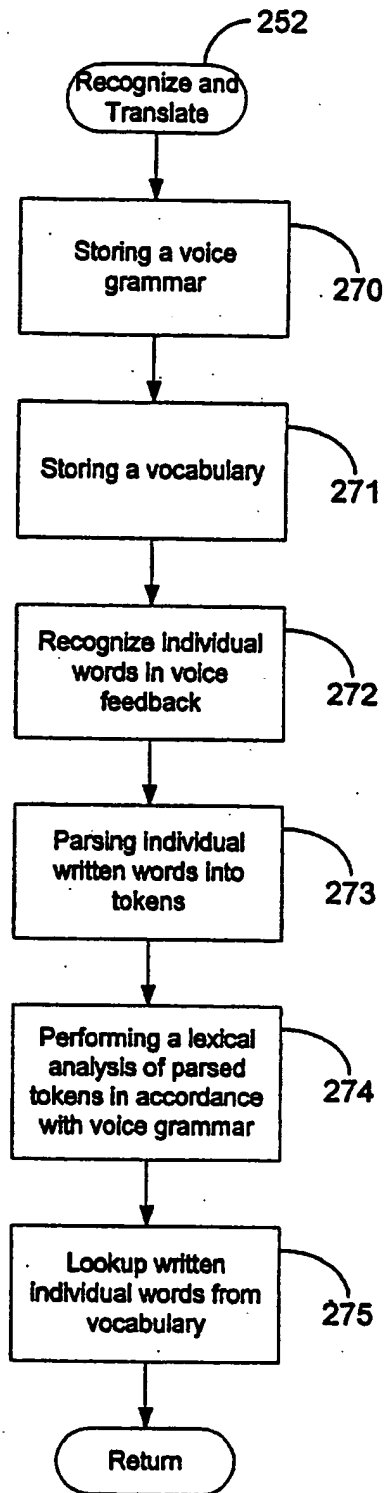 252
Recognize and
Translate
Storing a voice
grammar
270
Storing a vocabulary
271
Recognize individual
words in voice
feedback
272
Parsing individual
written words into
tokens
273
Performing a lexical
analysis of parsed
tokens in accordance
with voice grammar
274
Lookup written
individual words from
vocabulary
275
Return